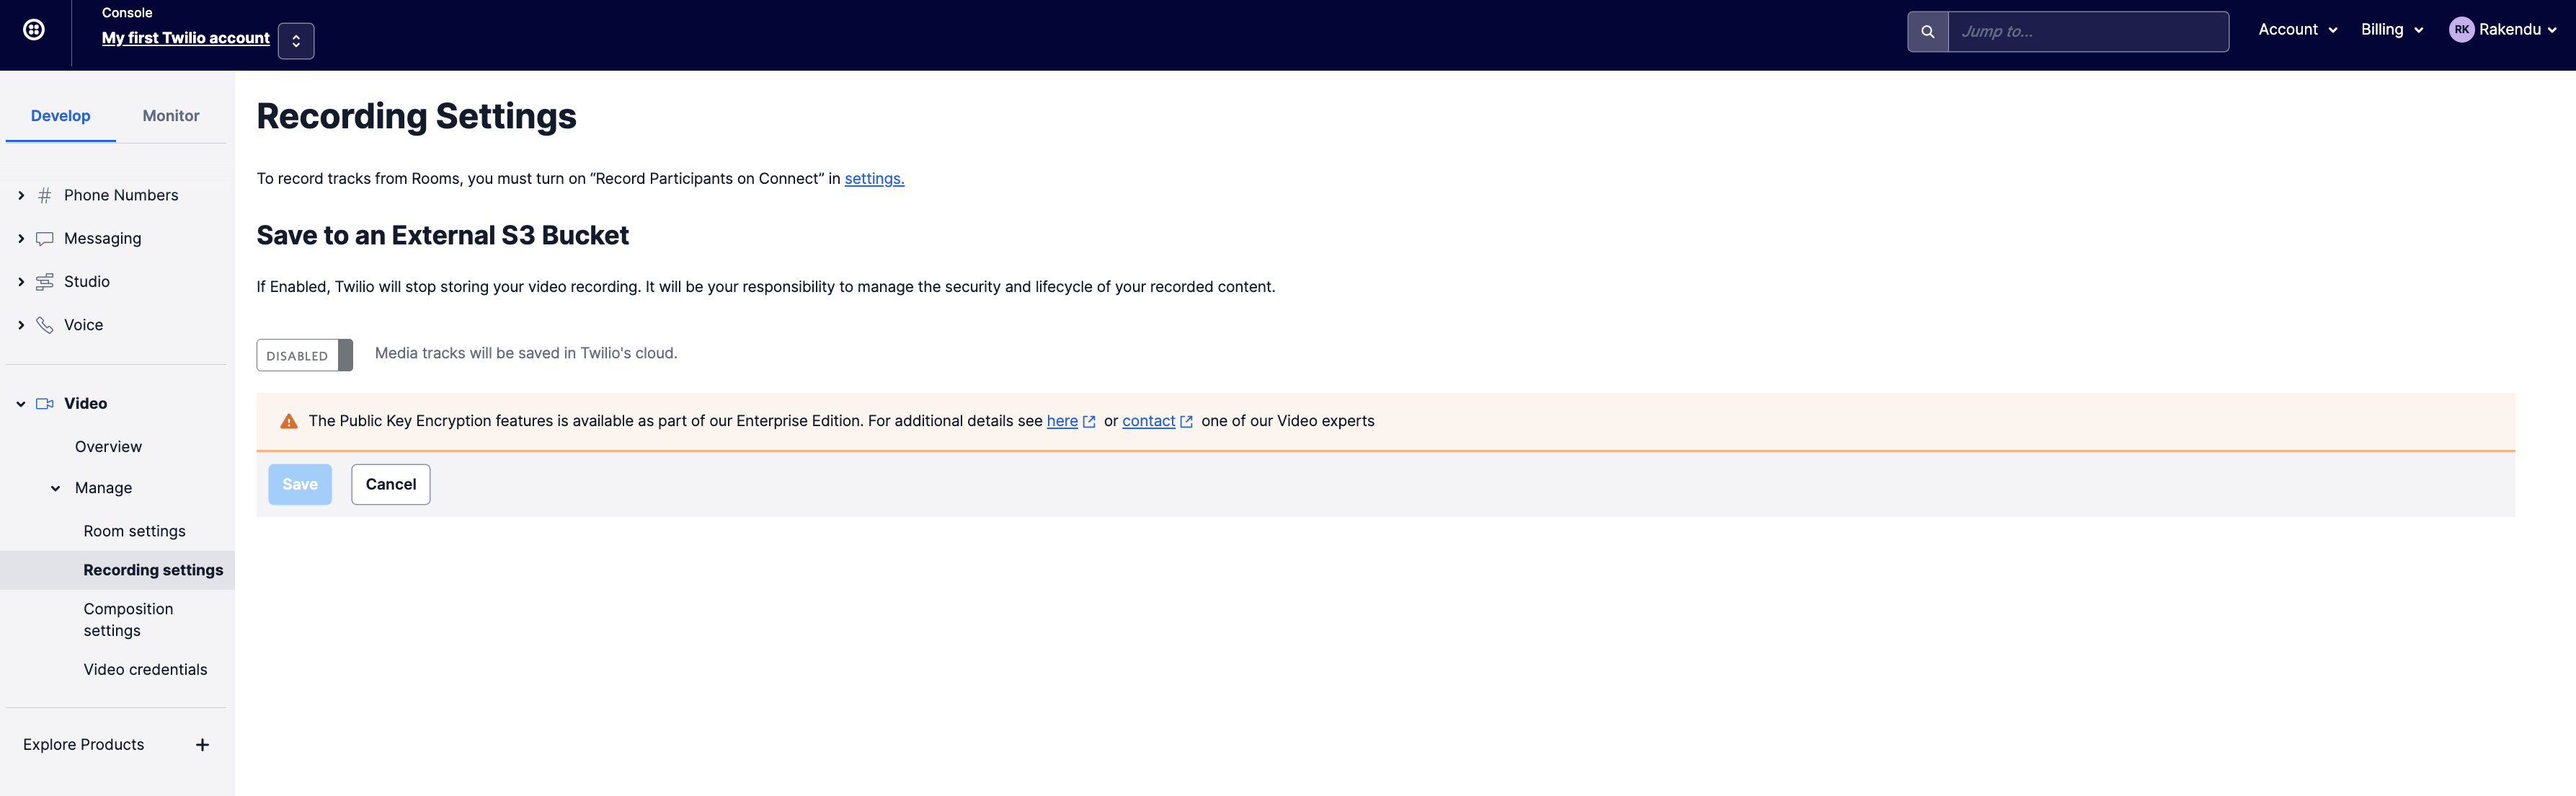 Console
My first Twilio account
Jump to...
Account
Billing
RK Rakendu
Develop
Monitor
Phone Numbers
Messaging
Studio
Voice
Video
Overview
Manage
Room settings
Recording settings
Composition
settings
Video credentials
Explore Products
Recording Settings
To record tracks from Rooms, you must turn on “Record Participants on Connect” in settings.
Save to an External S3 Bucket
If Enabled, Twilio will stop storing your video recording. It will be your responsibility to manage the security and lifecycle of your recorded content.
DISABLED
Media tracks will be saved in Twilio's cloud.
The Public Key Encryption features is available as part of our Enterprise Edition. For additional details see here or contact one of our Video experts
Save
Cancel